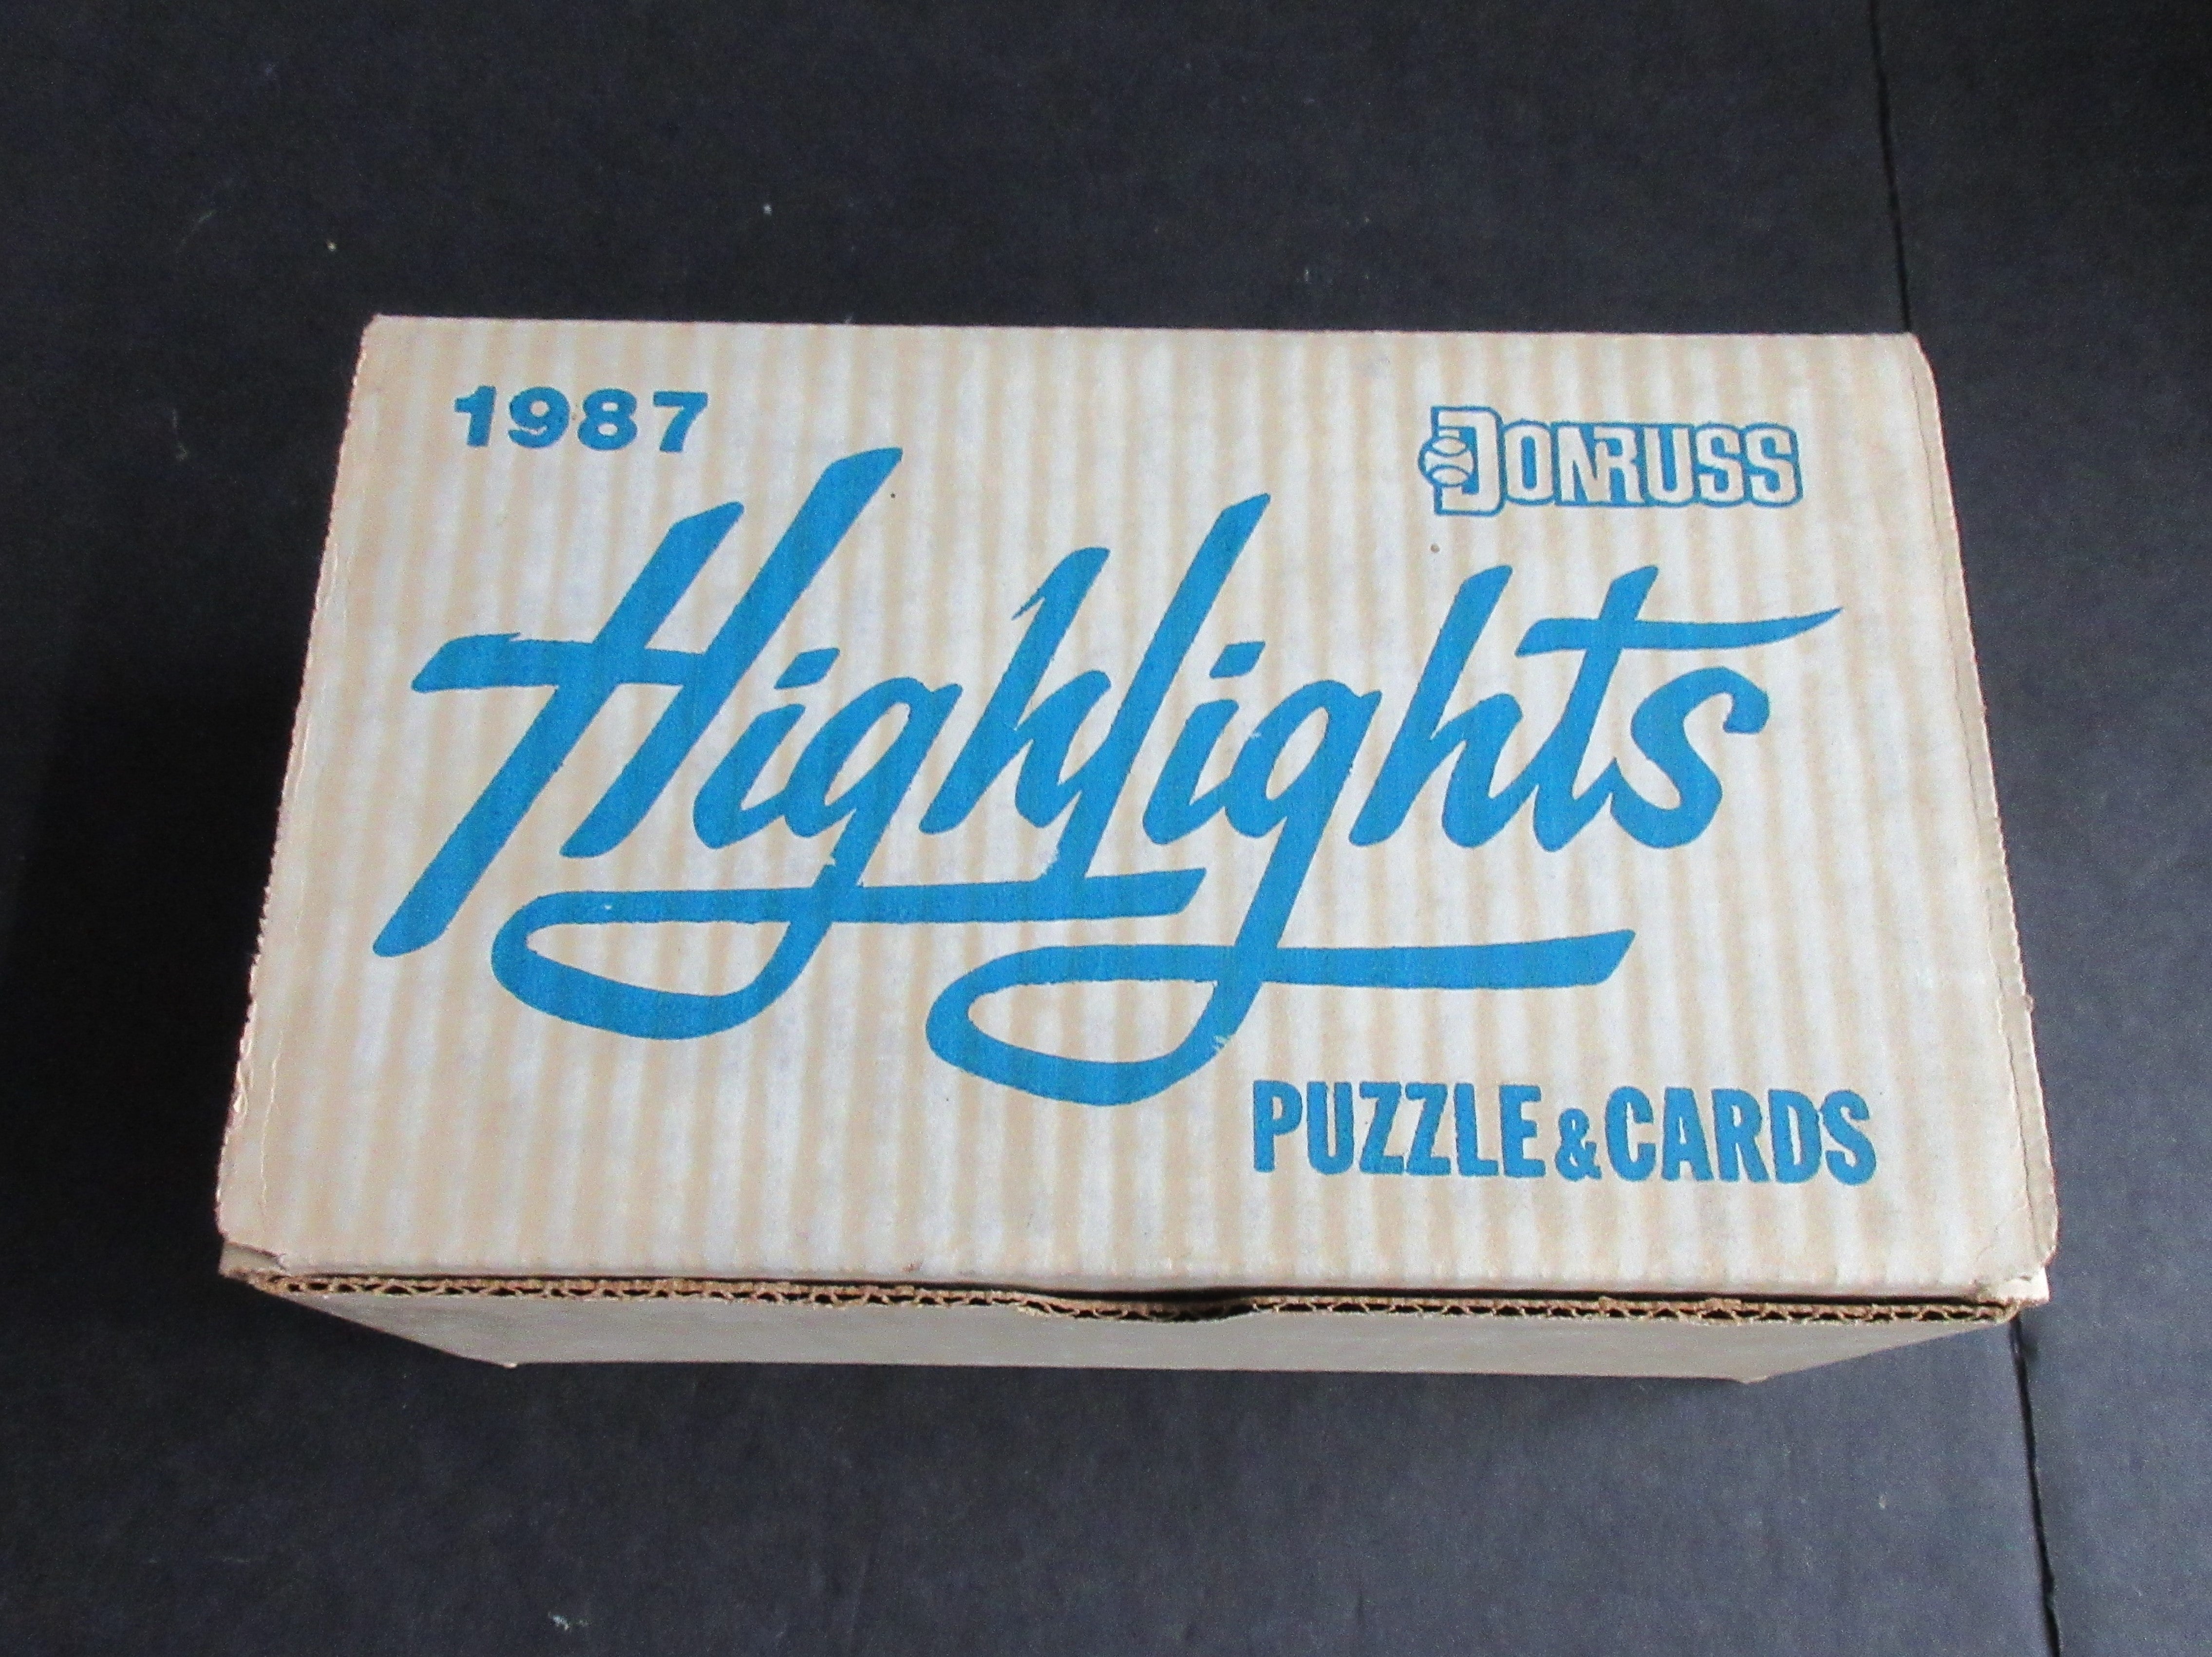 1987
DONRUSS
Highlights
PUZZLE & CARDS